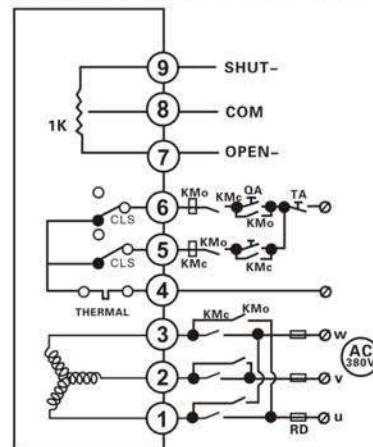 9 SHUT-
1K 8 COM
7 OPEN-
6 KMo KMc QA TA
CLS KMo
5 KMo
CLS KMc KMc
4
THERMAL
3 KMc KMo w
AC
380V
2 v
1 u
RD